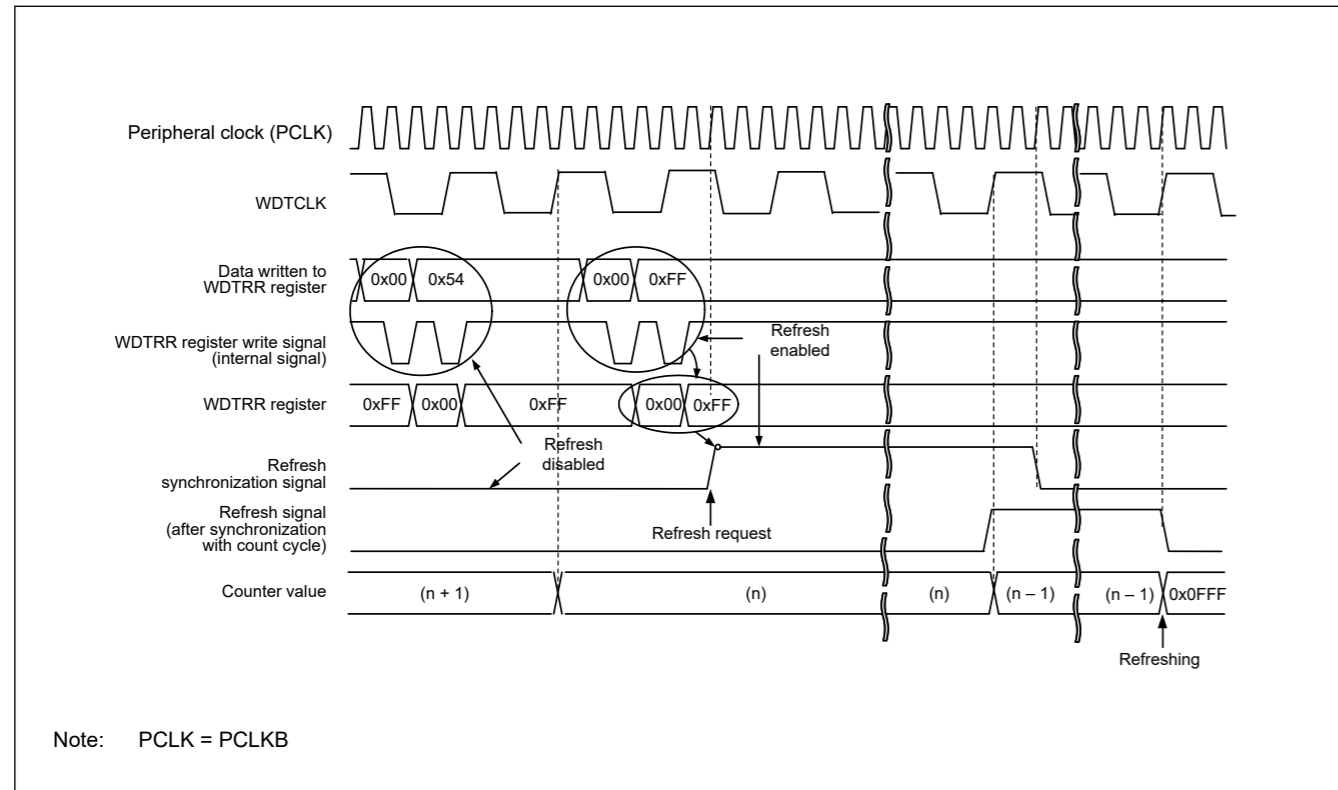 Peripheral clock (PCLK)
WDTCLK
Data written to
WDTRR register
0x00 0x54 0x00 0xFF
WDTRR register write signal
(internal signal)
Refresh
enabled
WDTRR register
0xFF 0x00 0xFF 0x00 0xFF
Refresh
disabled
Refresh
synchronization signal
Refresh signal
(after synchronization
with count cycle)
Refresh request
Counter value
(n + 1) (n) (n) (n – 1) (n – 1) 0x0FFF
Refreshing
Note: PCLK = PCLKB